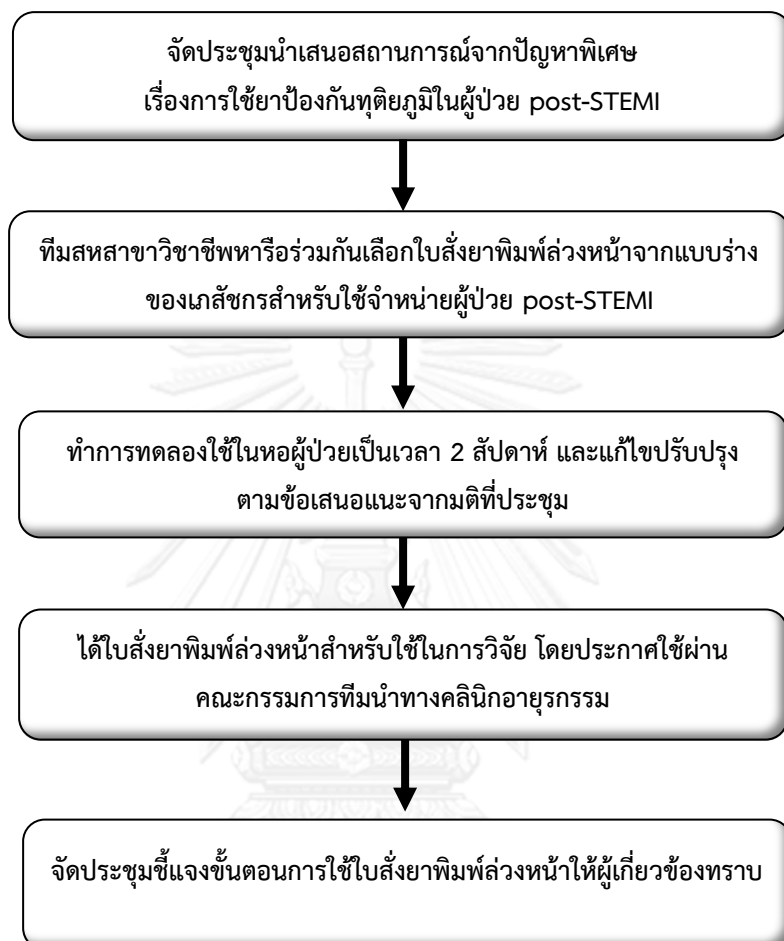 จัดประชุมนำเสนอสถานการณ์จากปัญหาพิเศษ
เรื่องการใช้ยาป้องกันทุติยภูมิในผู้ป่วย post-STEMI
ทีมสหสาขาวิชาชีพหารือร่วมกันเลือกใบสั่งยาพิมพ์ล่วงหน้าจากแบบร่าง
ของเภสัชกรสำหรับใช้จำหน่ายผู้ป่วย post-STEMI
ทำการทดลองใช้ในหอผู้ป่วยเป็นเวลา 2 สัปดาห์ และแก้ไขปรับปรุง
ตามข้อเสนอแนะจากมติที่ประชุม
ได้ใบสั่งยาพิมพ์ล่วงหน้าสำหรับใช้ในการวิจัย โดยประกาศใช้ผ่าน
คณะกรรมการทีมนำทางคลินิกอายุรกรรม
จัดประชุมชี้แจงขั้นตอนการใช้ใบสั่งยาพิมพ์ล่วงหน้าให้ผู้เกี่ยวข้องทราบ